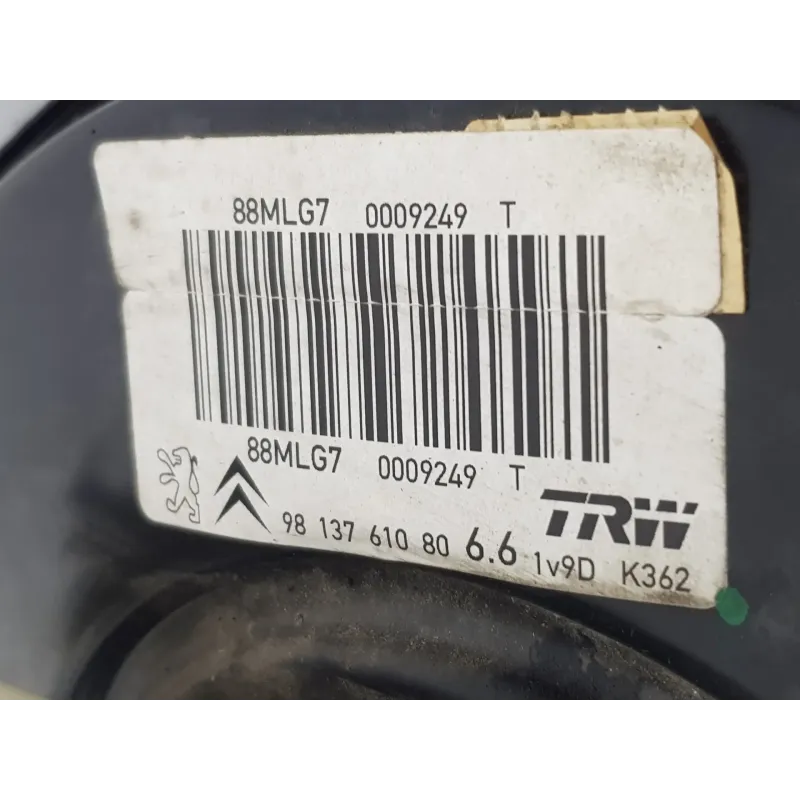 88MLG7 0009249 T
88MLG7 0009249 T
TRW
98 137 610 80 6.6 1v9D K362